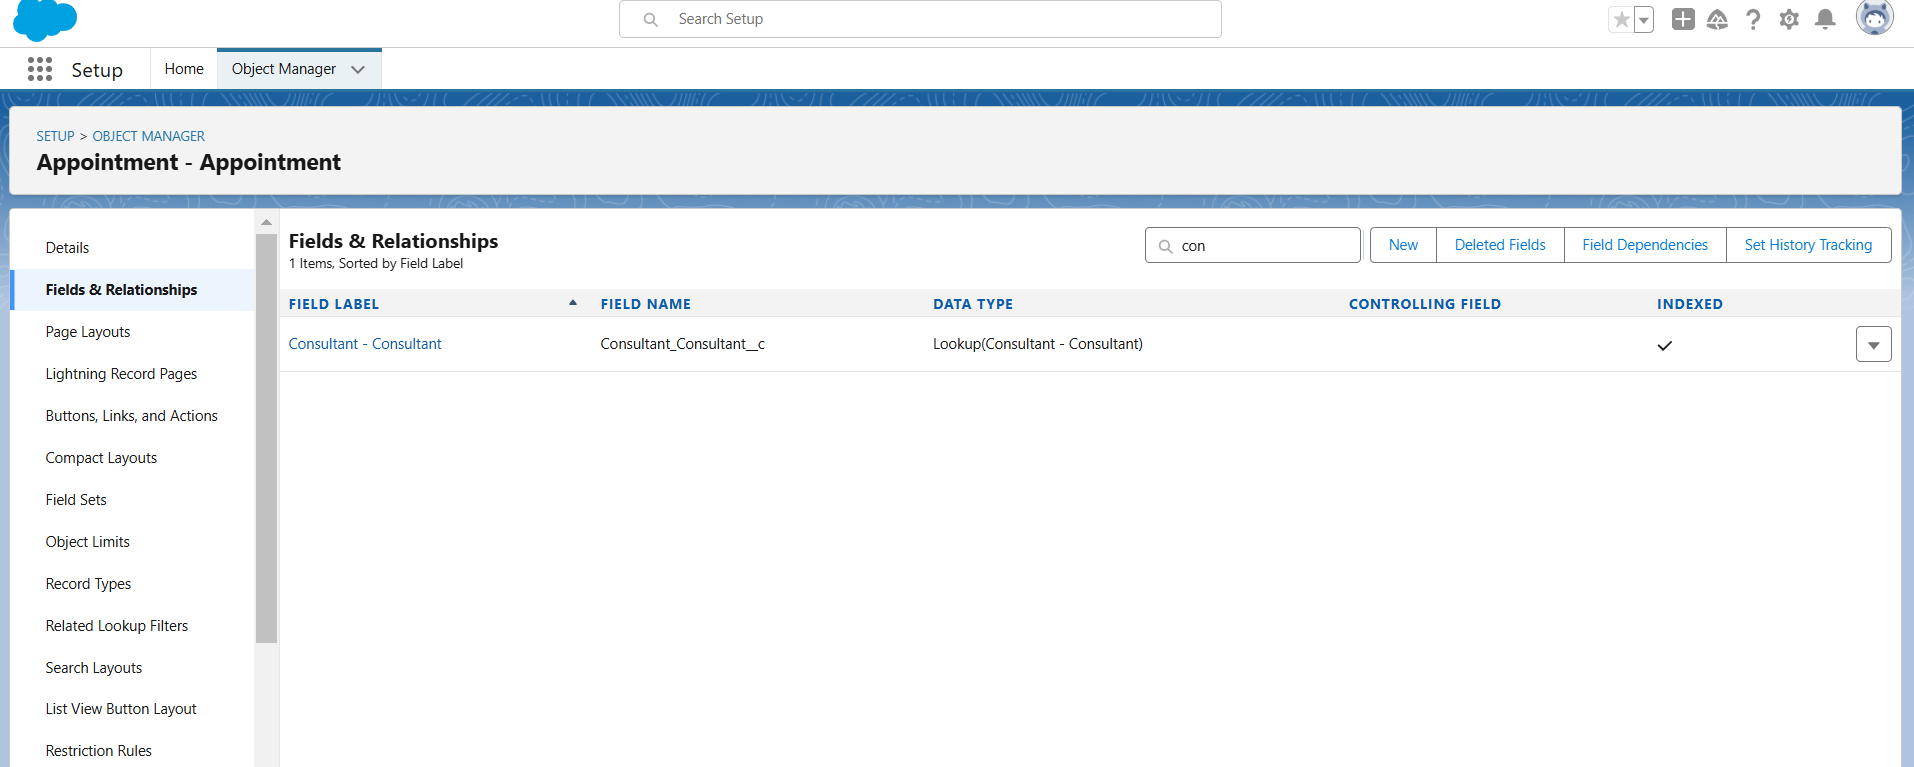 Search Setup
Setup
Home
Object Manager
SETUP > OBJECT MANAGER
Appointment - Appointment
Details
Fields & Relationships
Page Layouts
Lightning Record Pages
Buttons, Links, and Actions
Compact Layouts
Field Sets
Object Limits
Record Types
Related Lookup Filters
Search Layouts
List View Button Layout
Restriction Rules
Fields & Relationships
1 Items, Sorted by Field Label
con
New
Deleted Fields
Field Dependencies
Set History Tracking
FIELD LABEL FIELD NAME DATA TYPE CONTROLLING FIELD INDEXED
Consultant - Consultant Consultant_Consultant__c Lookup(Consultant - Consultant)